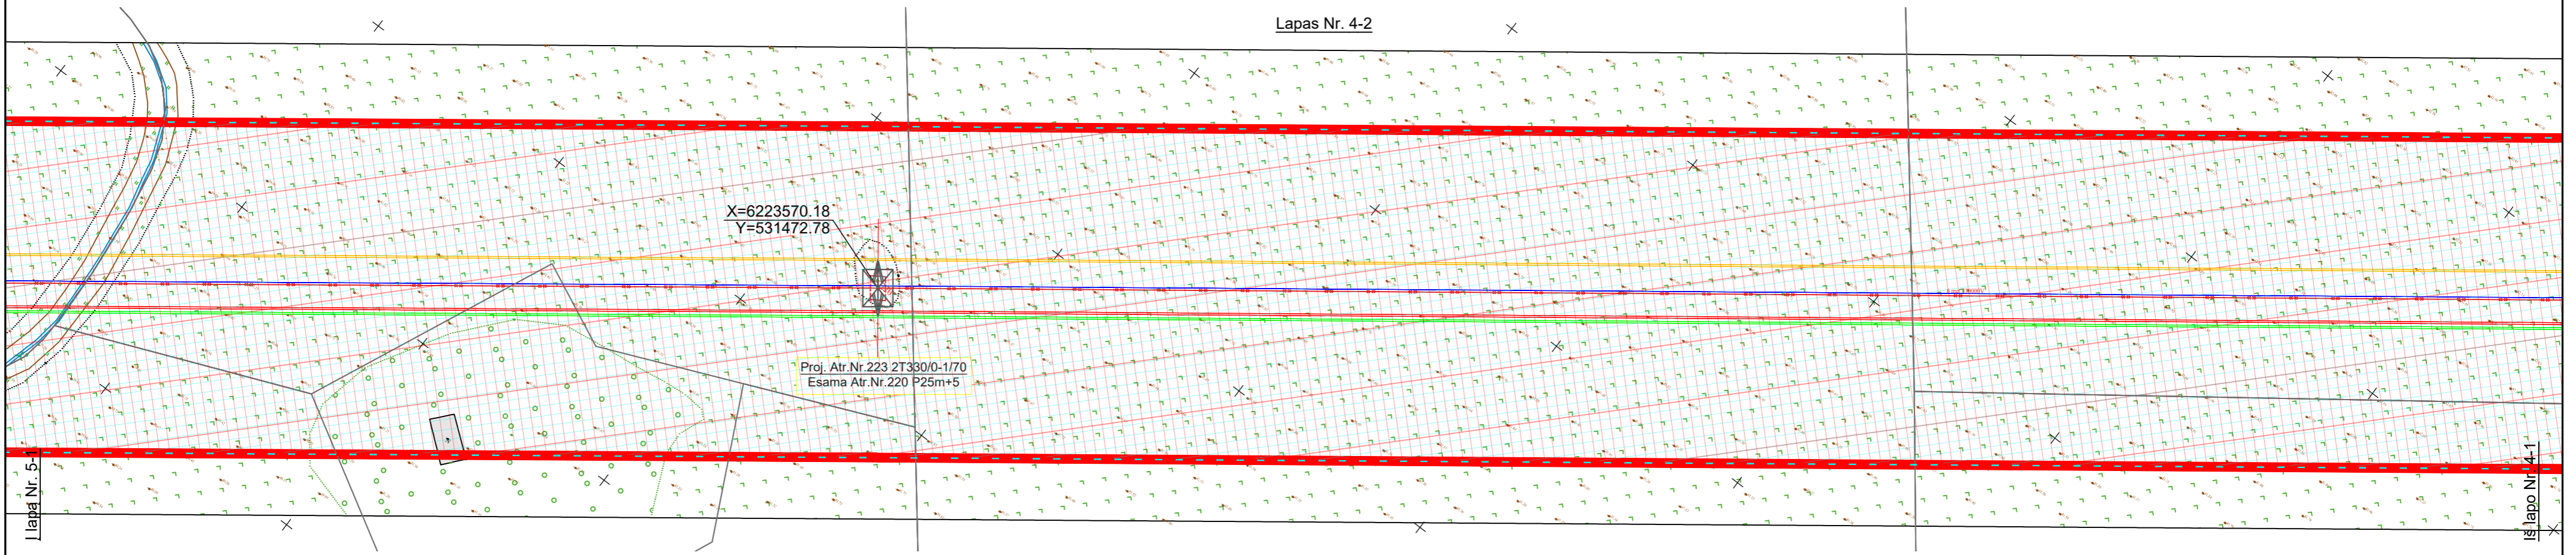 Lapas Nr. 4-2
X=6223570.18
Y=531472.78
Proj. Atr.Nr.223 2T330/0-1/70
Esama Atr.Nr.220 P25m+5
Į lapą Nr. 5-1
Iš lapo Nr. 4-1